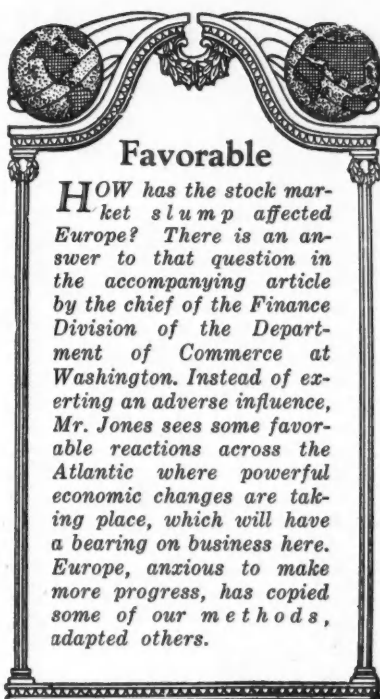 Favorable
HOW has the stock mar-
ket slump affected
Europe? There is an an-
swer to that question in
the accompanying article
by the chief of the Finance
Division of the Depart-
ment of Commerce at
Washington. Instead of ex-
erting an adverse influence,
Mr. Jones sees some favor-
able reactions across the
Atlantic where powerful
economic changes are tak-
ing place, which will have
a bearing on business here.
Europe, anxious to make
more progress, has copied
some of our methods,
adapted others.